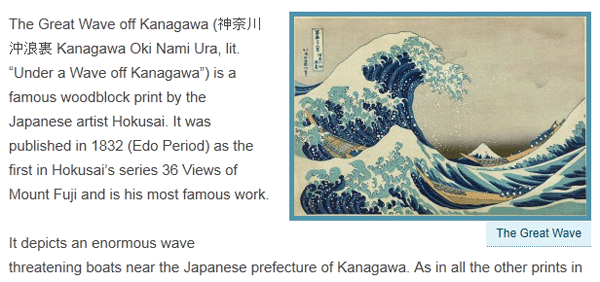 The Great Wave off Kanagawa (神奈川
沖浪裏 Kanagawa Oki Nami Ura, lit.
“Under a Wave off Kanagawa”) is a
famous woodblock print by the
Japanese artist Hokusai. It was
published in 1832 (Edo Period) as the
first in Hokusai’s series 36 Views of
Mount Fuji and is his most famous work.
The Great Wave
It depicts an enormous wave
threatening boats near the Japanese prefecture of Kanagawa. As in all the other prints in